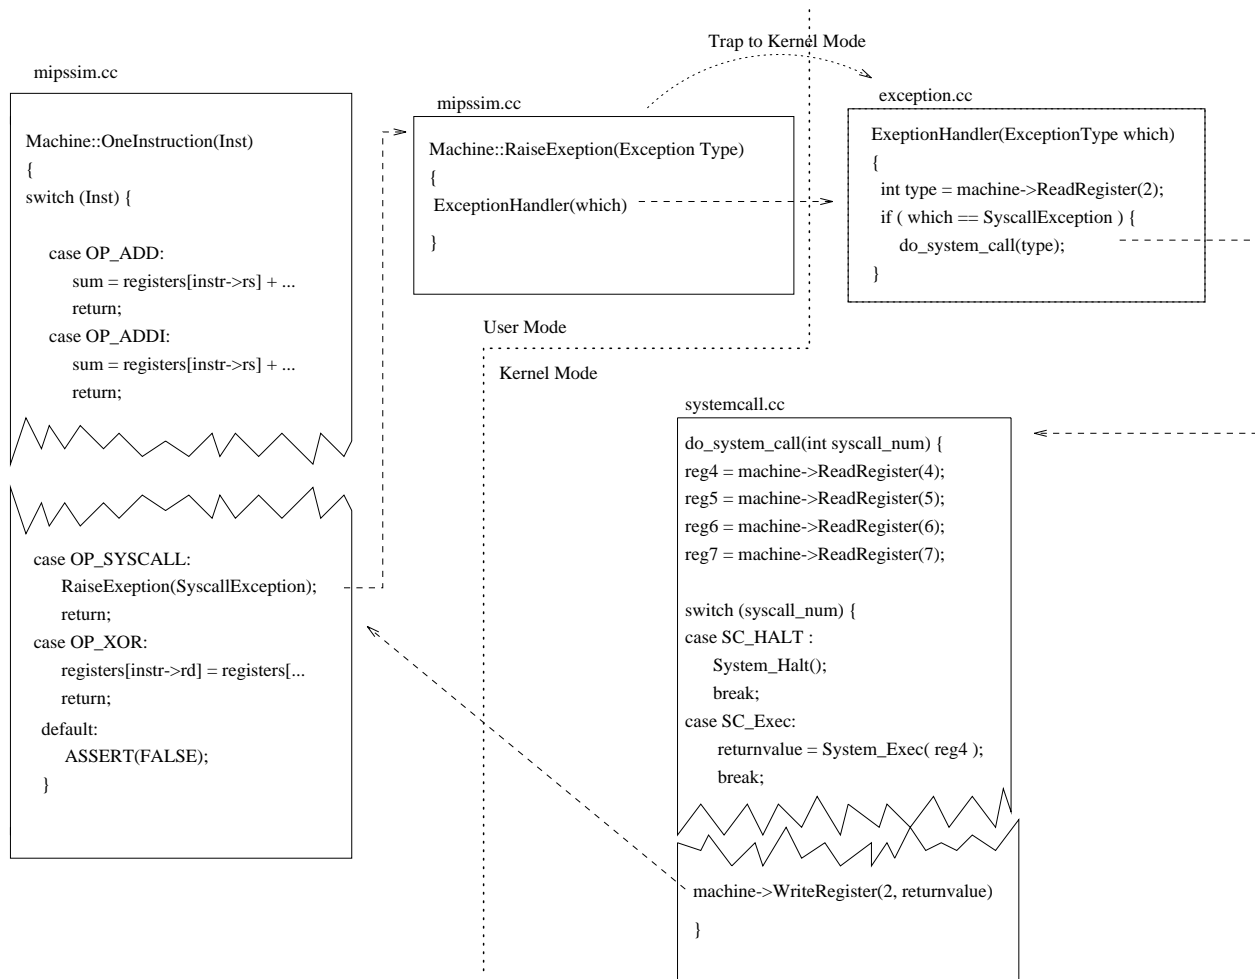 mipssim.cc
Machine::OneInstruction(Inst)
{
switch (Inst) {
case OP_ADD:
sum = registers[instr->rs] + ...
return;
case OP_ADDI:
sum = registers[instr->rs] + ...
return;
case OP_SYSCALL:
RaiseExeption(SyscallException);
return;
case OP_XOR:
registers[instr->rd] = registers[...
return;
default:
ASSERT(FALSE);
}
mipssim.cc
Machine::RaiseExeption(Exception Type)
{
ExceptionHandler(which)
}
Trap to Kernel Mode
exception.cc
ExeptionHandler(ExceptionType which)
{
int type = machine->ReadRegister(2);
if ( which == SyscallException ) {
do_system_call(type);
}
User Mode
Kernel Mode
systemcall.cc
do_system_call(int syscall_num) {
reg4 = machine->ReadRegister(4);
reg5 = machine->ReadRegister(5);
reg6 = machine->ReadRegister(6);
reg7 = machine->ReadRegister(7);
switch (syscall_num) {
case SC_HALT :
System_Halt();
break;
case SC_Exec:
returnvalue = System_Exec( reg4 );
break;
machine->WriteRegister(2, returnvalue)
}